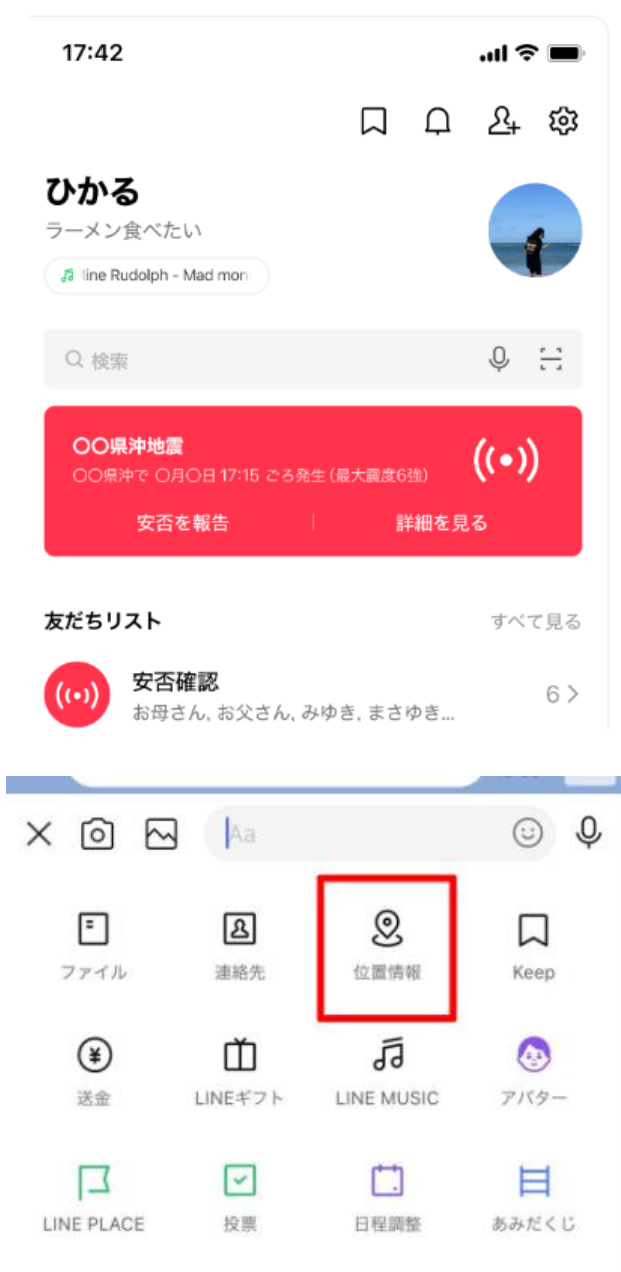 17:42
ひかる
ラーメン食べたい
line Rudolph - Mad mon
検索
〇〇県沖地震
〇〇県沖で 〇月〇日 17:15 ごろ発生 (最大震度6強)
安否を報告
詳細を見る
友だちリスト
すべて見る
安否確認
6
お母さん, お父さん, みゆき, まさゆき...
Aa
ファイル
連絡先
位置情報
Keep
送金
LINEギフト
LINE MUSIC
アバター
LINE PLACE
投票
日程調整
あみだくじ